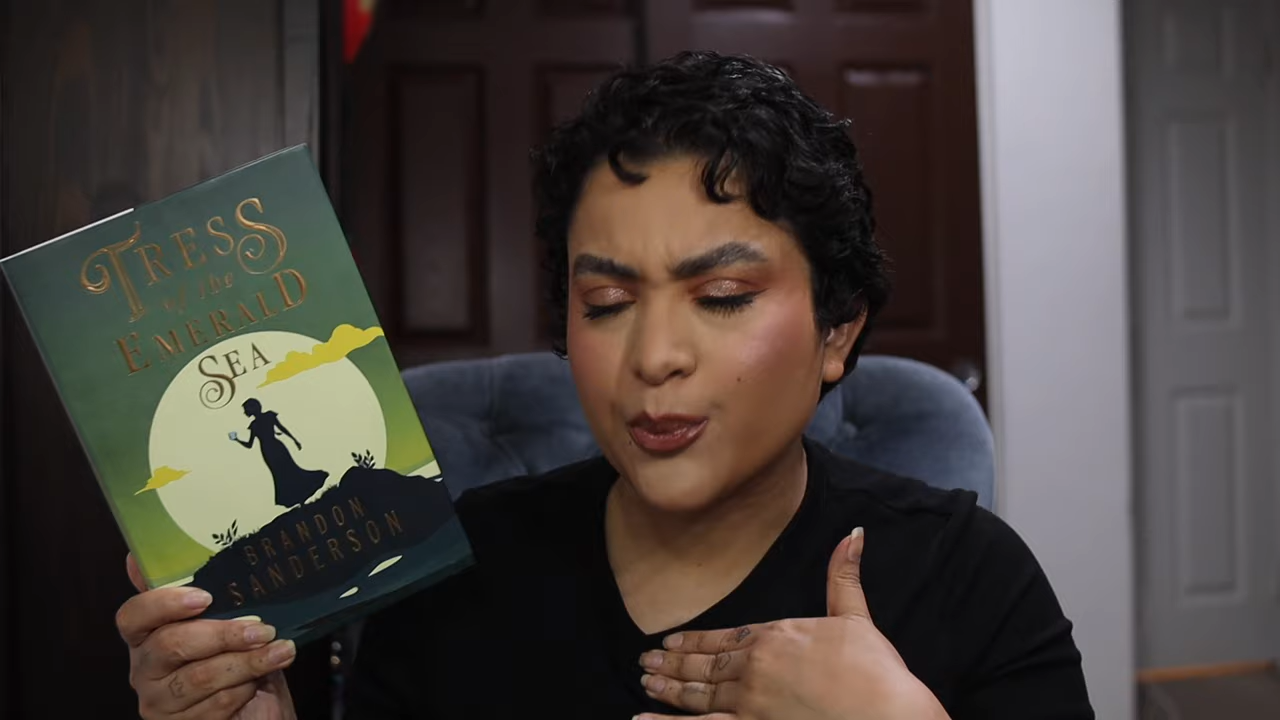 TRESS
of the
EMERALD
SEA
BRANDON
SANDERSON